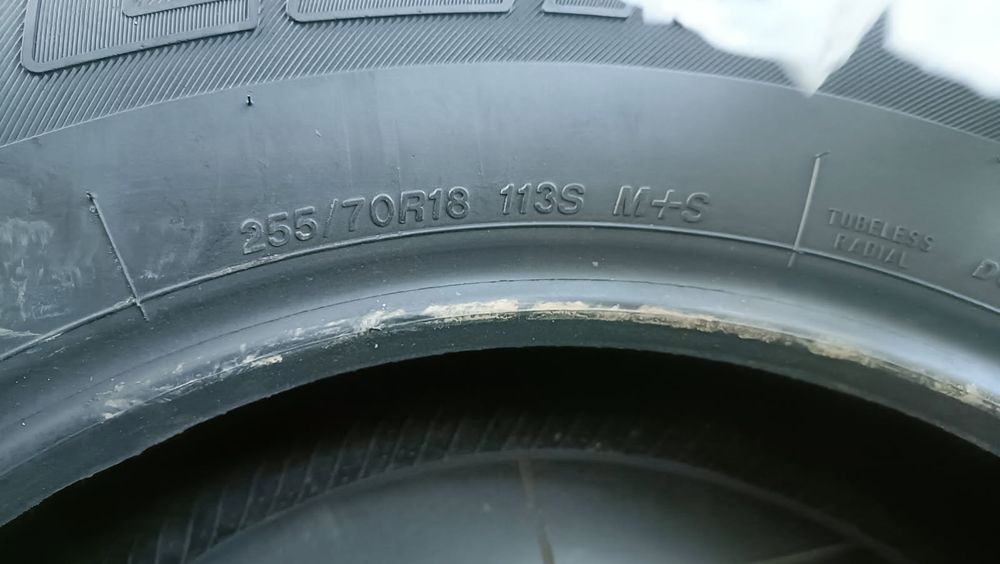 255/70R18 113S M+S
TUBELESS
RADIAL